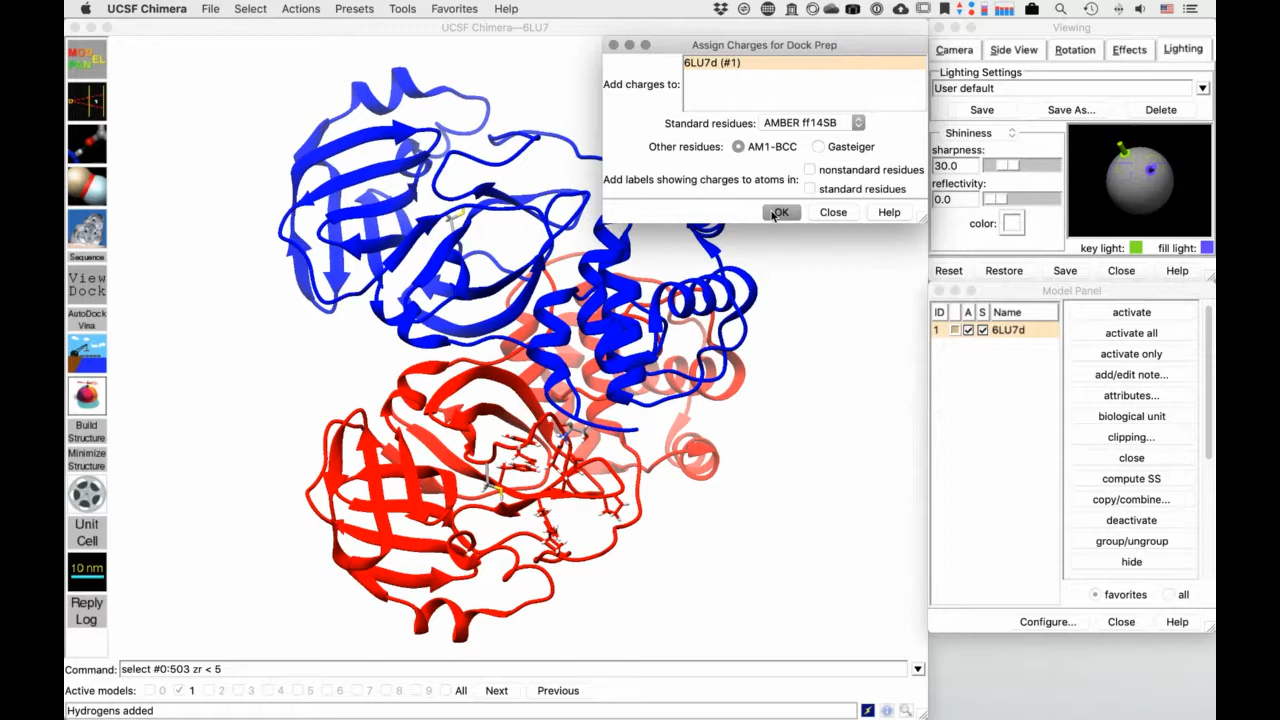 UCSF Chimera File Select Actions Presets Tools Favorites Help
UCSF Chimera—6LU7
Sequence
View
Dock
AutoDock
Vina
Build
Structure
Minimize
Structure
Unit
Cell
10 nm
Reply
Log
Assign Charges for Dock Prep
6LU7d (#1)
Add charges to:
Standard residues: AMBER ff14SB
Other residues: AM1-BCC Gasteiger
nonstandard residues
Add labels showing charges to atoms in:
standard residues
OK Close Help
Viewing
Camera Side View Rotation Effects Lighting
Lighting Settings
User default
Save Save As... Delete
Shininess
sharpness:
30.0
reflectivity:
0.0
color:
key light: fill light:
Reset Restore Save Close Help
Model Panel
ID A S Name
1 6LU7d
activate
activate all
activate only
add/edit note...
attributes...
biological unit
clipping...
close
compute SS
copy/combine...
deactivate
group/ungroup
hide
favorites all
Configure... Close Help
Command: select #0:503 zr < 5
Active models: 0 1 2 3 4 5 6 7 8 9 All Next Previous
Hydrogens added